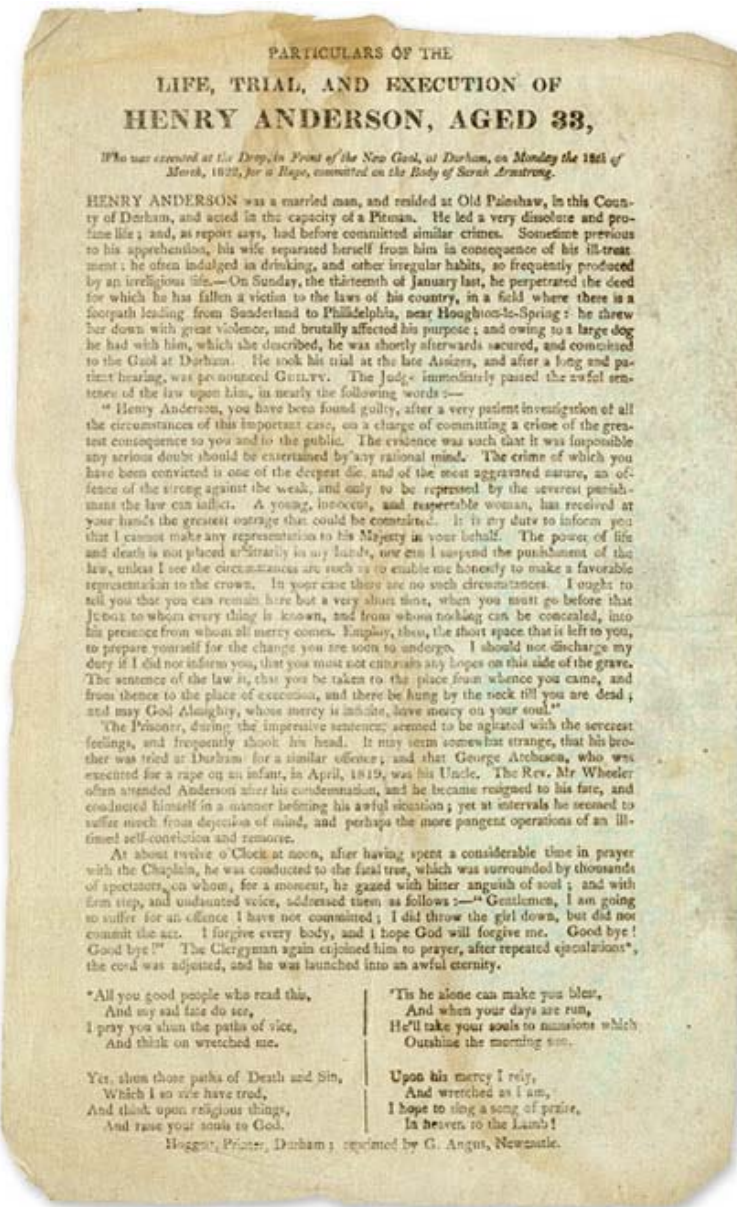 PARTICULARS OF THE
LIFE, TRIAL, AND EXECUTION OF
HENRY ANDERSON, AGED 33,
Who was executed at the Drop, in Front of the New Gaol, at Durham, on Monday the 18th of
March, 1822, for a Rape, committed on the Body of Sarah Armstrong.
HENRY ANDERSON was a married man, and resided at Old Painshaw, in this Coun-
ty of Durham, and acted in the capacity of a Pitman. He led a very dissolute and pro-
fane life; and, as report says, had before committed similar crimes. Sometime previous
to his apprehension, his wife separated herself from him in consequence of his ill-treat
ment: he often indulged in drinking, and other irregular habits, so frequently produced
by an irreligious life.—On Sunday, the thirteenth of January last, he perpetrated the deed
for which he has fallen a victim to the laws of his country, in a field where there is a
footpath leading from Sunderland to Philidelphia, near Houghton-le-Spring: he threw
her down with great violence, and brutally affected his purpose; and owing to a large dog
he had with him, which she described, he was shortly afterwards secured, and committed
to the Gaol at Durham. He took his trial at the late Assizes, and after a long and pa-
tient hearing, was pronounced GUILTY. The Judge immediately passed the awful sen-
tence of the law upon him, in nearly the following words:—
" Henry Anderson, you have been found guilty, after a very patient investigation of all
the circumstances of this important case, on a charge of committing a crime of the grea-
test consequence to you and to the public. The evidence was such that it was impossible
any serious doubt should be entertained by any rational mind. The crime of which you
have been convicted is one of the deepest die, and of the most aggravated nature, an of-
fence of the strong against the weak, and only to be repressed by the severest punish-
ment the law can inflict. A young, innocent, and respectable woman, has received at
your hands the greatest outrage that could be committed. It is my duty to inform you
that I cannot make any representation to his Majesty in your behalf. The power of life
and death is not placed arbitrarily in my hands, nor can I suspend the punishment of the
law, unless I see the circumstances are such as to enable me honestly to make a favorable
representation to the crown. In your case there are no such circumstances. I ought to
tell you that you can remain here but a very short time, when you must go before that
JUDGE to whom every thing is known, and from whom nothing can be concealed, into
his presence from whom all mercy comes. Employ, then, the short space that is left to you,
to prepare yourself for the change you are soon to undergo. I should not discharge my
duty if I did not inform you, that you must not entertain any hopes on this side of the grave.
The sentence of the law is, that you be taken to the place from whence you came, and
from thence to the place of execution, and there be hung by the neck till you are dead;
and may God Almighty, whose mercy is infinite, have mercy on your soul."
The Prisoner, during the impressive sentence, seemed to be agitated with the severest
feelings, and frequently shook his head. It may seem somewhat strange, that his bro-
ther was tried at Durham for a similar offence; and that George Atcheson, who was
executed for a rape on an infant, in April, 1819, was his Uncle. The Rev. Mr Wheeler
often attended Anderson after his condemnation, and he became resigned to his fate, and
conducted himself in a manner befitting his awful situation; yet at intervals he seemed to
suffer much from dejection of mind, and perhaps the more pungent operations of an ill-
timed self-conviction and remorse.
At about twelve o'Clock at noon, after having spent a considerable time in prayer
with the Chaplain, he was conducted to the fatal tree, which was surrounded by thousands
of spectators, on whom, for a moment, he gazed with bitter anguish of soul; and with
firm step, and undaunted voice, addressed them as follows:—" Gentlemen, I am going
to suffer for an offence I have not committed; I did throw the girl down, but did not
commit the act. I forgive every body, and I hope God will forgive me. Good bye!
Good bye!" The Clergyman again enjoined him to prayer, after repeated ejaculations*,
the cord was adjusted, and he was launched into an awful eternity.
*All you good people who read this,
And my sad fate do see,
I pray you shun the paths of vice,
And think on wretched me.
Yes, shun those paths of Death and Sin,
Which I so vile have trod,
And think upon religious things,
And raise your souls to God.
'Tis he alone can make you blest,
And when your days are run,
He'll take your souls to mansions which
Outshine the morning sun.
Upon his mercy I rely,
And wretched as I am,
I hope to sing a song of praise,
In heaven to the Lamb!
Hoggett, Printer, Durham; reprinted by G. Angus, Newcastle.